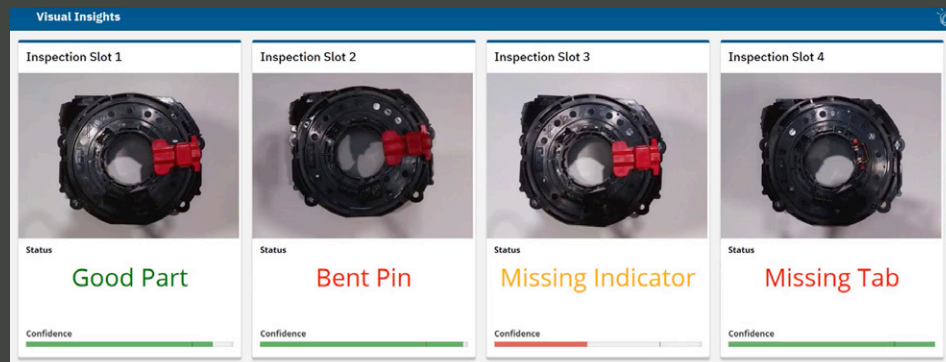 Visual Insights
Inspection Slot 1
Inspection Slot 2
Inspection Slot 3
Inspection Slot 4
Status
Status
Status
Status
Good Part
Bent Pin
Missing Indicator
Missing Tab
Confidence
Confidence
Confidence
Confidence